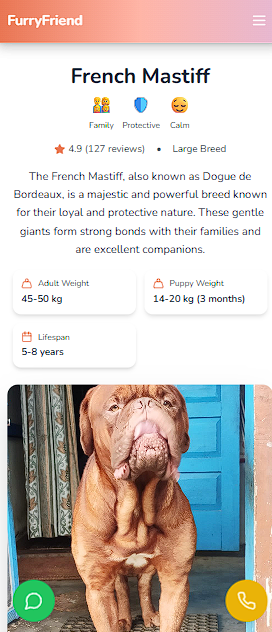 FurryFriend
French Mastiff
Family Protective Calm
4.9 (127 reviews) • Large Breed
The French Mastiff, also known as Dogue de
Bordeaux, is a majestic and powerful breed known
for their loyal and protective nature. These gentle
giants form strong bonds with their families and
are excellent companions.
Adult Weight
45-50 kg
Puppy Weight
14-20 kg (3 months)
Lifespan
5-8 years